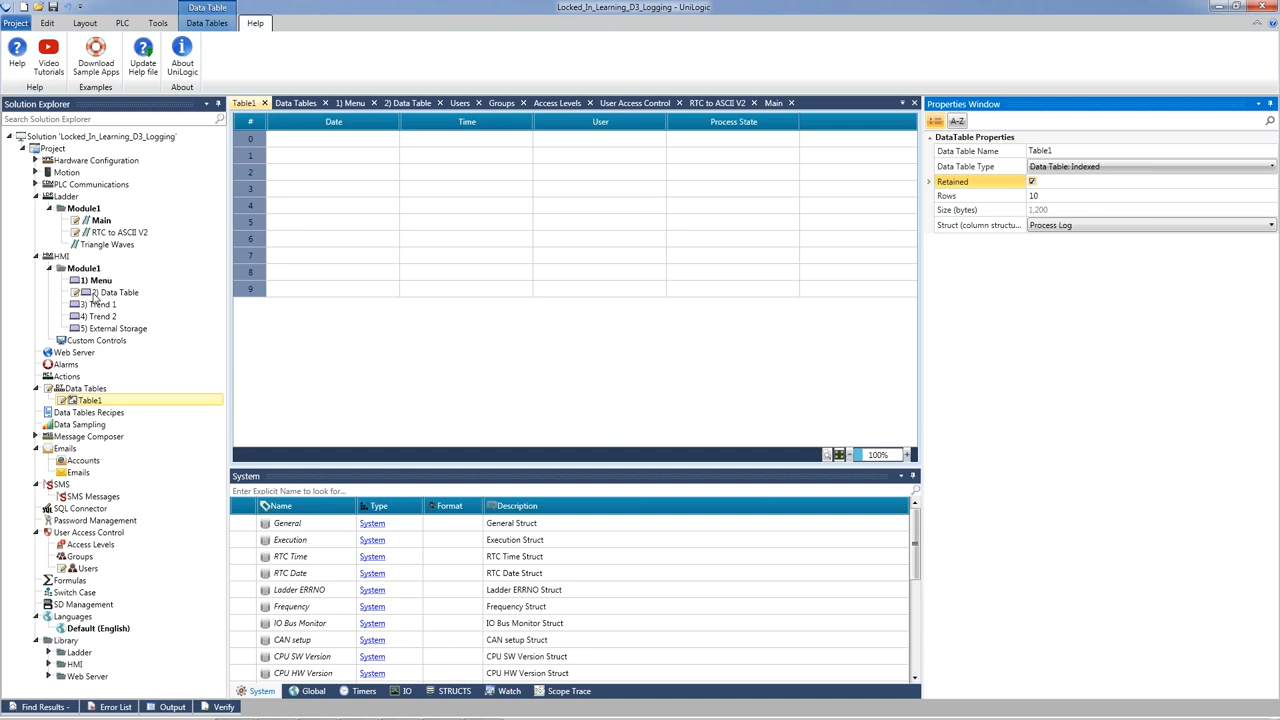 Data Table
Locked_In_Learning_D3_Logging - UniLogic
Project Edit Layout PLC Tools Data Tables Help
Help Video Tutorials Download Sample Apps Update Help file About UniLogic
Help Examples About
Solution Explorer
Search Solution Explorer
Solution 'Locked_In_Learning_D3_Logging'
Project
Hardware Configuration
Motion
PLC Communications
Ladder
Module1
Main
RTC to ASCII V2
Triangle Waves
HMI
Module1
1) Menu
2) Data Table
3) Trend 1
4) Trend 2
5) External Storage
Custom Controls
Web Server
Alarms
Actions
Data Tables
Table1
Data Tables Recipes
Data Sampling
Message Composer
Emails
Accounts
Emails
SMS
SMS Messages
SQL Connector
Password Management
User Access Control
Access Levels
Groups
Users
Formulas
Switch Case
SD Management
Languages
Default (English)
Library
Ladder
HMI
Web Server
Table1 Data Tables 1) Menu 2) Data Table Users Groups Access Levels User Access Control RTC to ASCII V2 Main
# Date Time User Process State
0
1
2
3
4
5
6
7
8
9
100%
System
Enter Explicit Name to look for...
Name Type Format Description
General System General Struct
Execution System Execution Struct
RTC Time System RTC Time Struct
RTC Date System RTC Date Struct
Ladder ERRNO System Ladder ERRNO Struct
Frequency System Frequency Struct
IO Bus Monitor System IO Bus Monitor Struct
CAN setup System CAN setup Struct
CPU SW Version System CPU SW Version Struct
CPU HW Version System CPU HW Version Struct
System Global Timers IO STRUCTS Watch Scope Trace
Properties Window
A-Z
DataTable Properties
Data Table Name Table1
Data Table Type Data Table: Indexed
Retained
Rows 10
Size (bytes) 1,200
Struct (column structu... Process Log
Find Results - Error List Output Verify